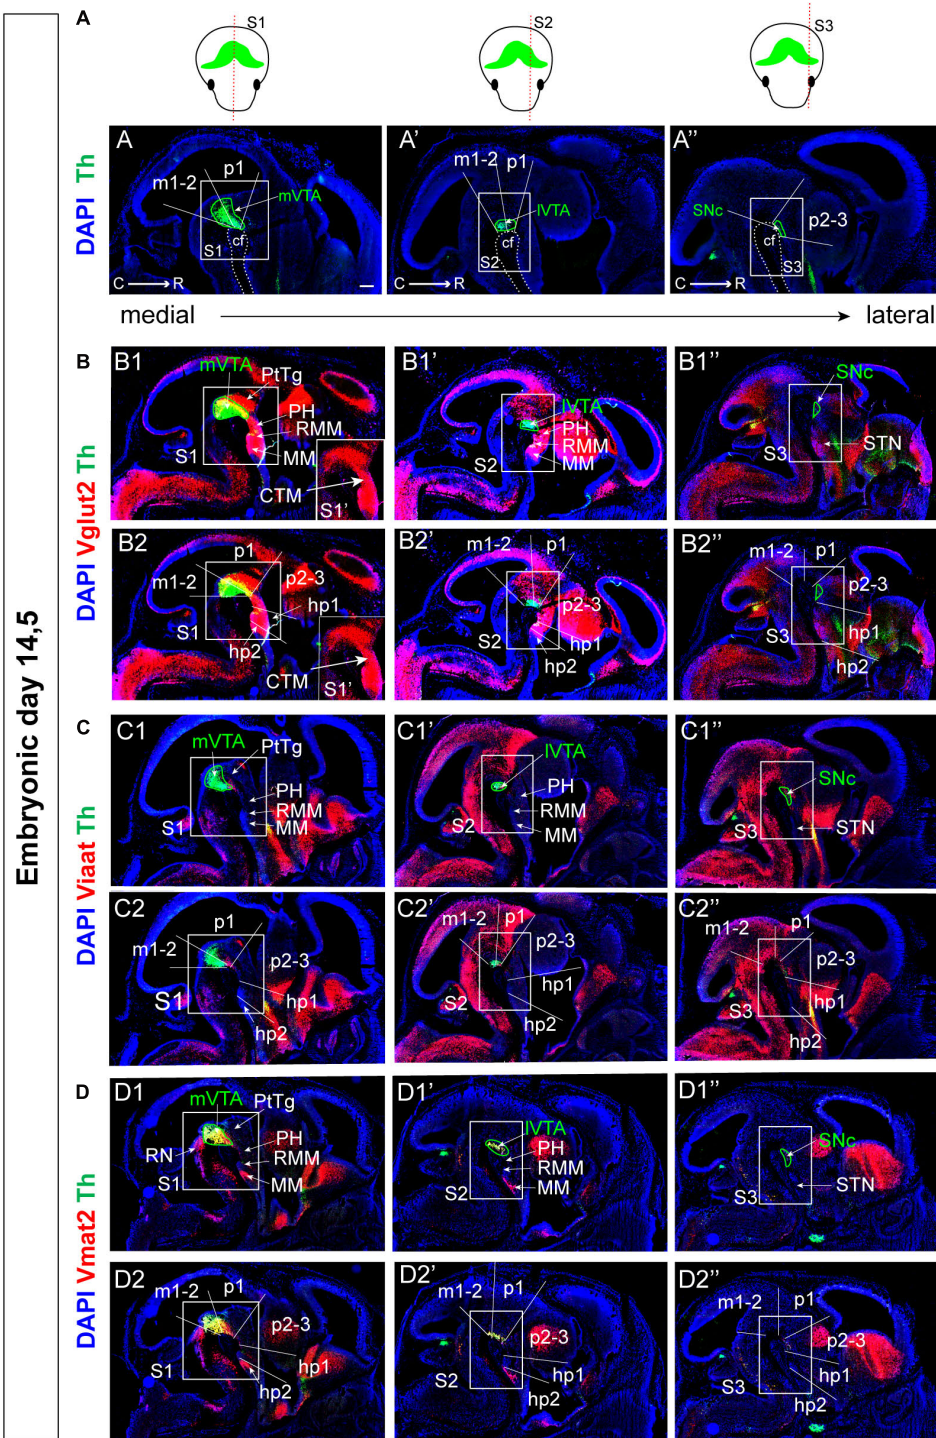 A
S1
S2
S3
Embryonic day 14,5
DAPI Th
A
m1-2
p1
mVTA
S1
cf
C
R
A'
m1-2
p1
lVTA
cf
S2
C
R
A''
SNc
p2-3
cf
S3
C
R
medial
lateral
B
DAPI Vglut2 Th
B1
mVTA
PtTg
PH
RMM
MM
S1
CTM
S1'
B1'
lVTA
PH
RMM
MM
S2
B1''
SNc
S3
STN
B2
m1-2
p1
p2-3
S1
hp1
hp2
CTM
S1'
B2'
m1-2
p1
p2-3
S2
hp1
hp2
B2''
m1-2
p1
p2-3
S3
hp1
hp2
C
DAPI Viaat Th
C1
mVTA
PtTg
PH
RMM
MM
S1
C1'
lVTA
PH
RMM
MM
S2
C1''
SNc
S3
STN
C2
m1-2
p1
p2-3
S1
hp1
hp2
C2'
m1-2
p1
p2-3
S2
hp1
hp2
C2''
m1-2
p1
p2-3
S3
hp1
hp2
D
DAPI Vmat2 Th
D1
mVTA
PtTg
RN
PH
RMM
MM
S1
D1'
lVTA
PH
RMM
MM
S2
D1''
SNc
S3
STN
D2
m1-2
p1
p2-3
S1
hp1
hp2
D2'
m1-2
p1
p2-3
S2
hp1
hp2
D2''
m1-2
p1
p2-3
S3
hp1
hp2